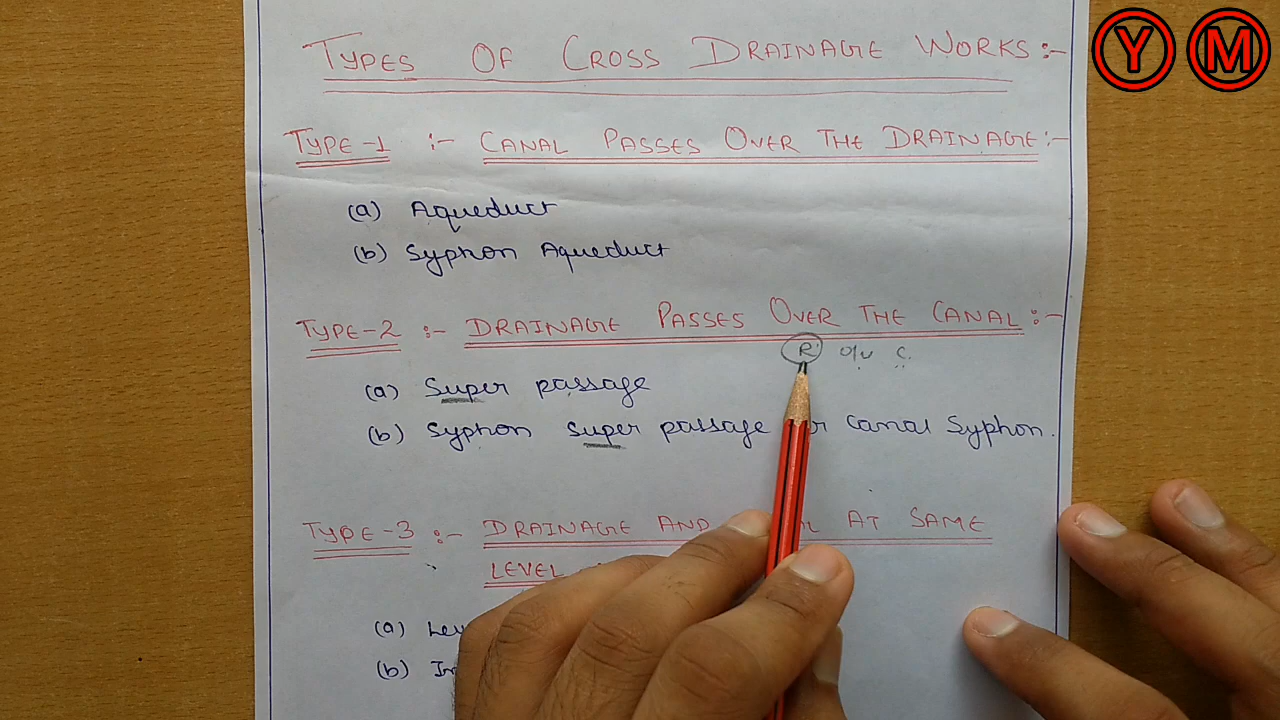 Y M
TYPES OF CROSS DRAINAGE WORKS:-
TYPE-1 :- CANAL PASSES OVER THE DRAINAGE:-
(a) Aqueduct
(b) Syphon Aqueduct
TYPE-2 :- DRAINAGE PASSES OVER THE CANAL:-
R o/v C.
(a) Super passage
(b) Syphon Super passage Canal Syphon.
TYPE-3 :- DRAINAGE AND AT SAME
LEVEL
(a)
(b)